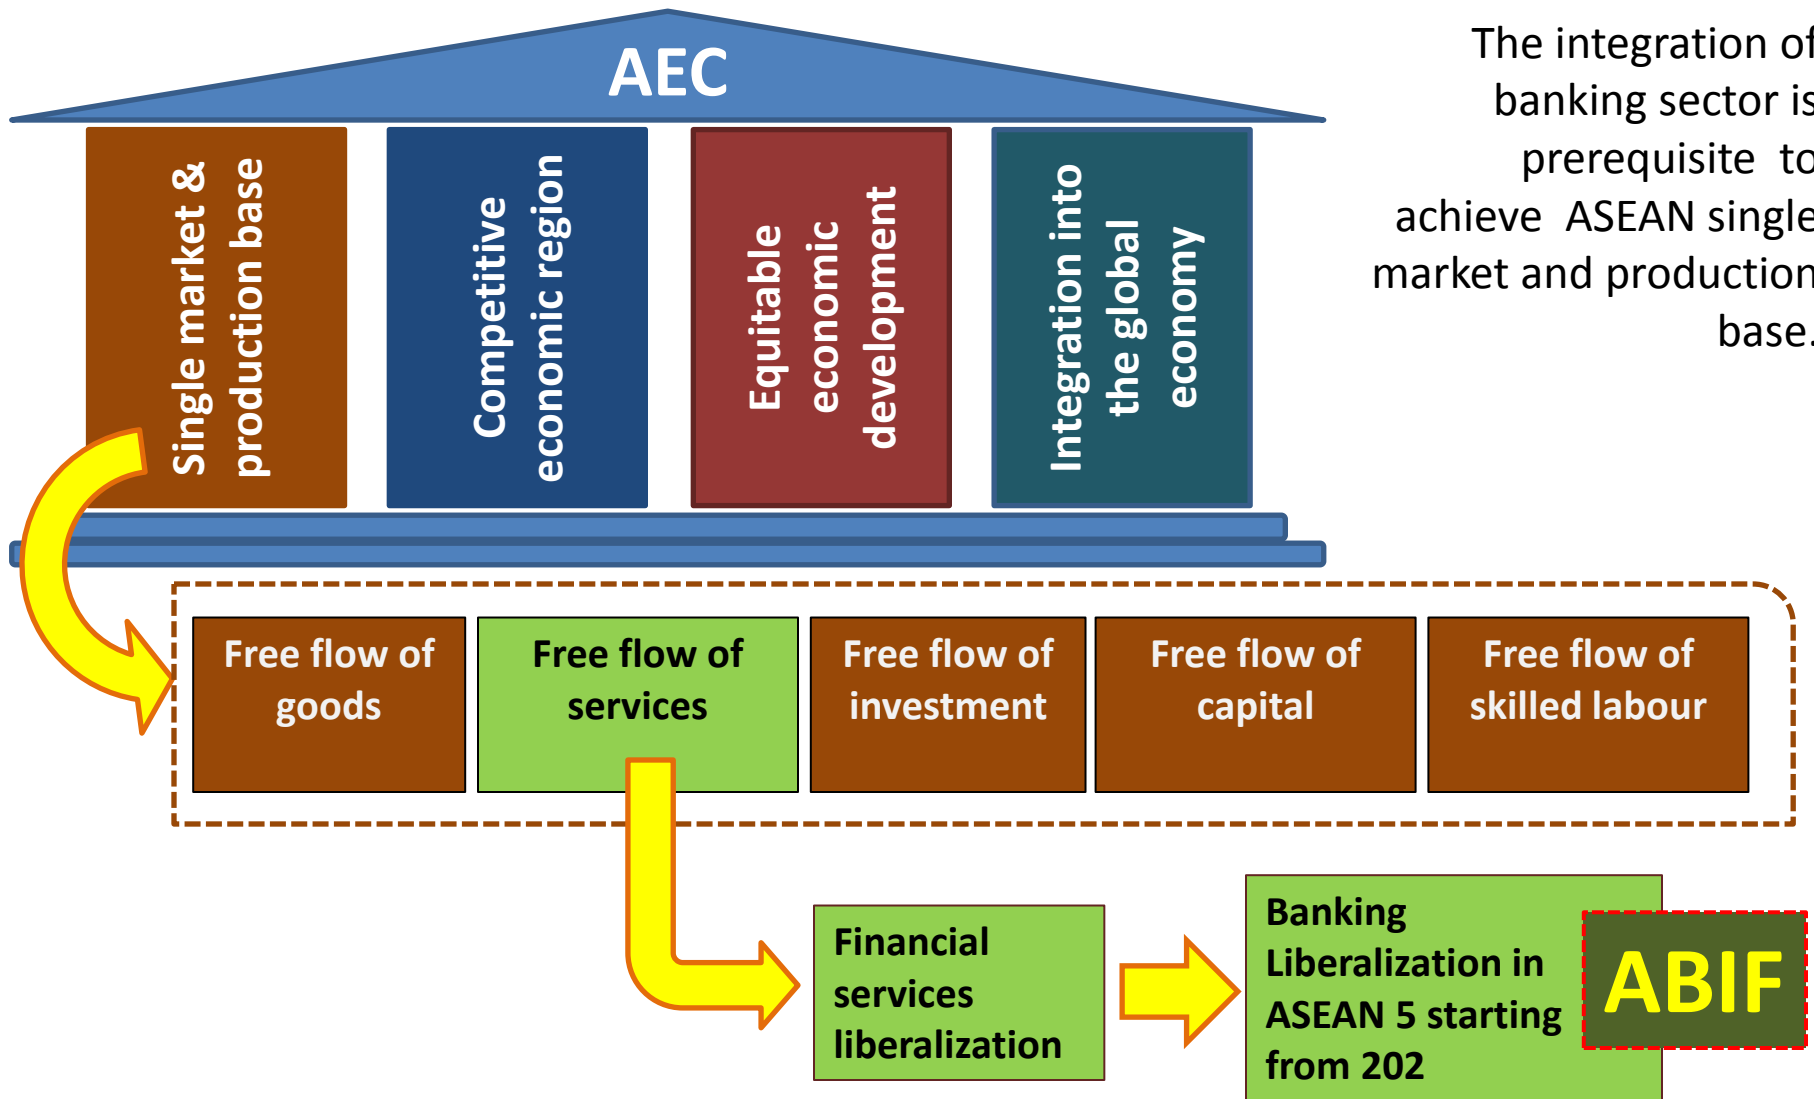 AEC
The integration of
banking sector is
prerequisite to
achieve ASEAN single
market and production
base.
Single market &
production base
Competitive
economic region
Equitable
economic
development
Integration into
the global
economy
Free flow of
goods
Free flow of
services
Free flow of
investment
Free flow of
capital
Free flow of
skilled labour
Financial
services
liberalization
Banking
Liberalization in
ASEAN 5 starting
from 202
ABIF